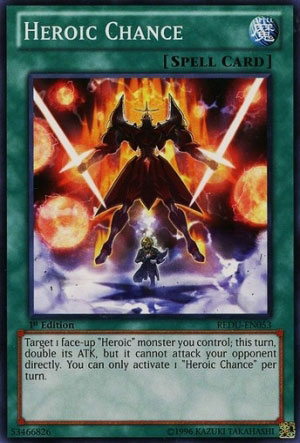 HEROIC CHANCE
[SPELL CARD]
1st Edition
REDU-EN053
Target 1 face-up "Heroic" monster you control; this turn,
double its ATK, but it cannot attack your opponent
directly. You can only activate 1 "Heroic Chance" per
turn.
53466826
©1996 KAZUKI TAKAHASHI